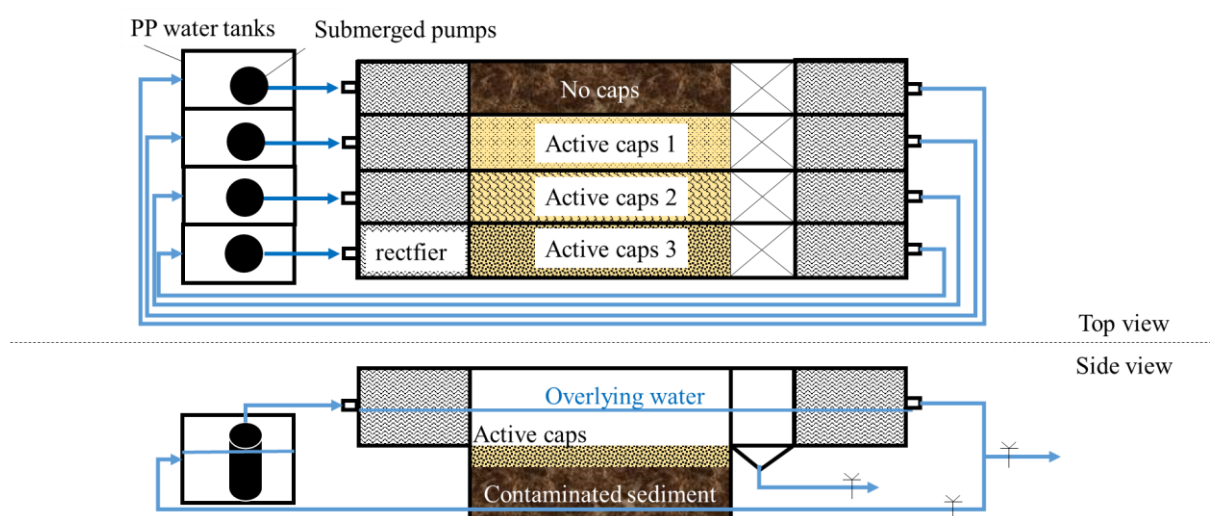 PP water tanks
Submerged pumps
No caps
Active caps 1
Active caps 2
rectfier
Active caps 3
Top view
Side view
Overlying water
Active caps
Contaminated sediment